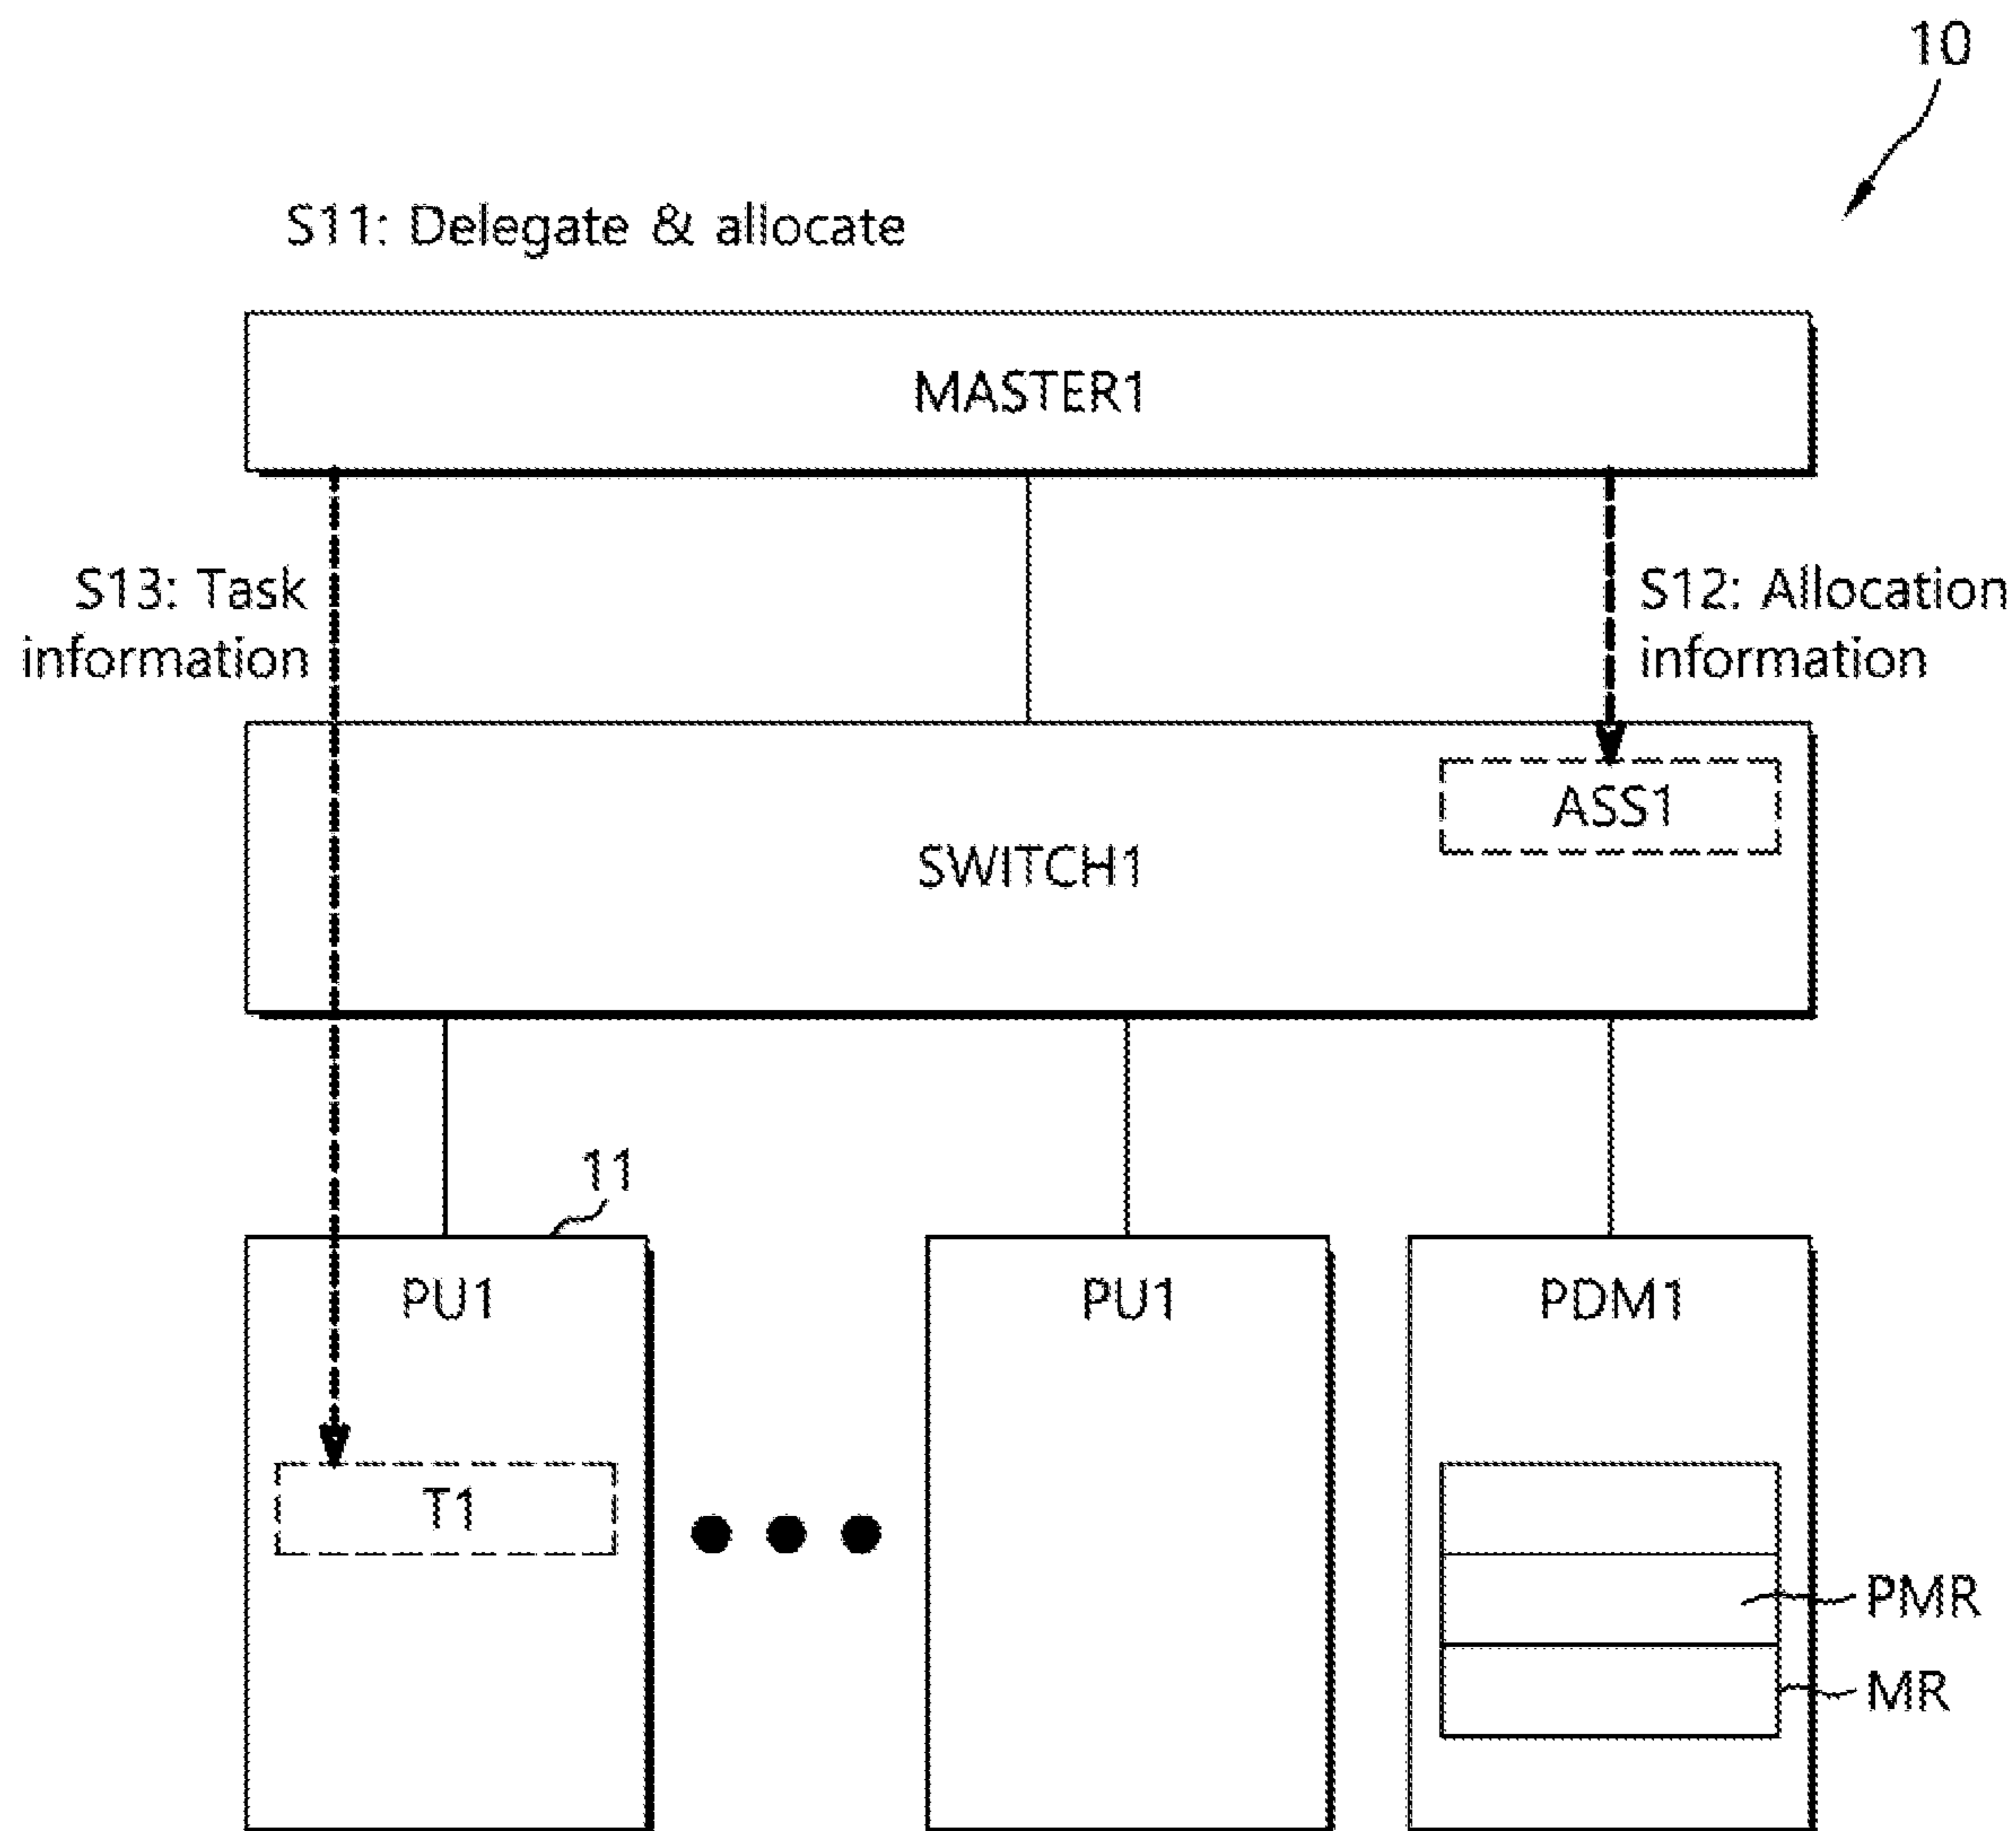 10
S11: Delegate & allocate
MASTER1
S13: Task
information
S12: Allocation
information
ASS1
SWITCH1
11
PU1
PU1
PDM1
T1
PMR
MR